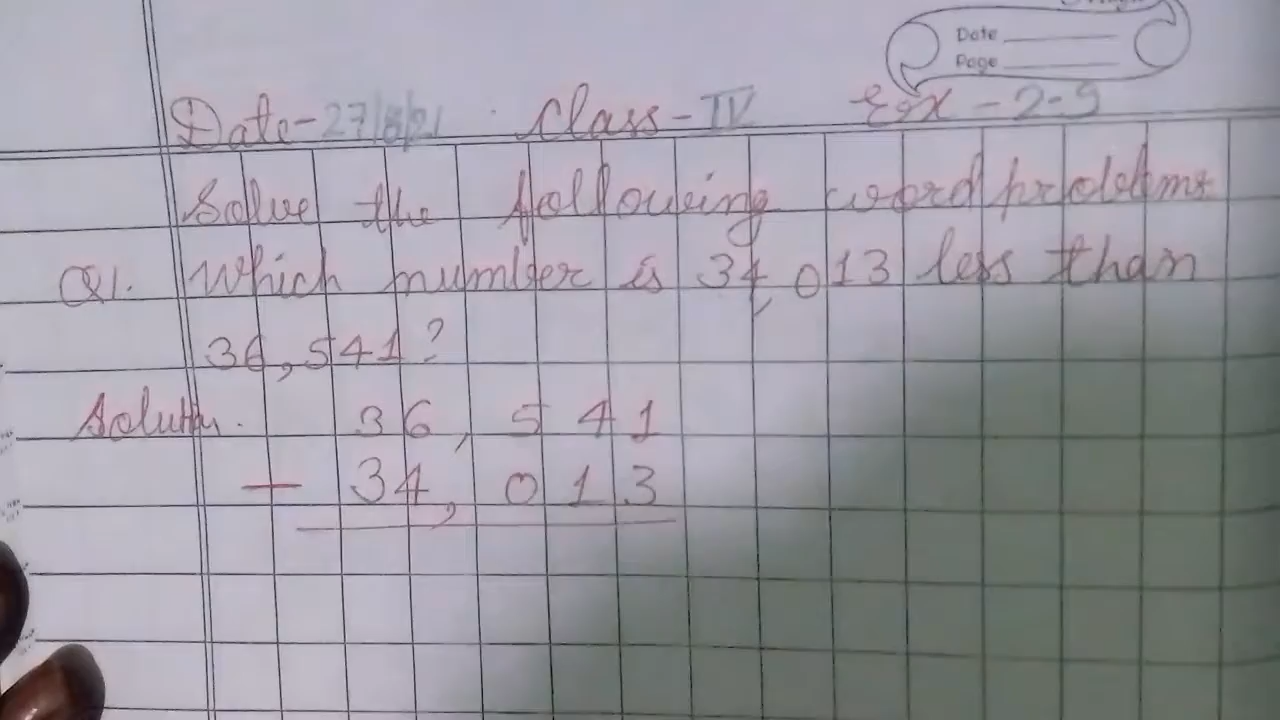 Date
Page
Date-27/8/21 Class-IV Ex-2.9
Solve the following word problems
Q1. Which number is 34,013 less than
36,541?
Solutn. 36,541
- 34,013